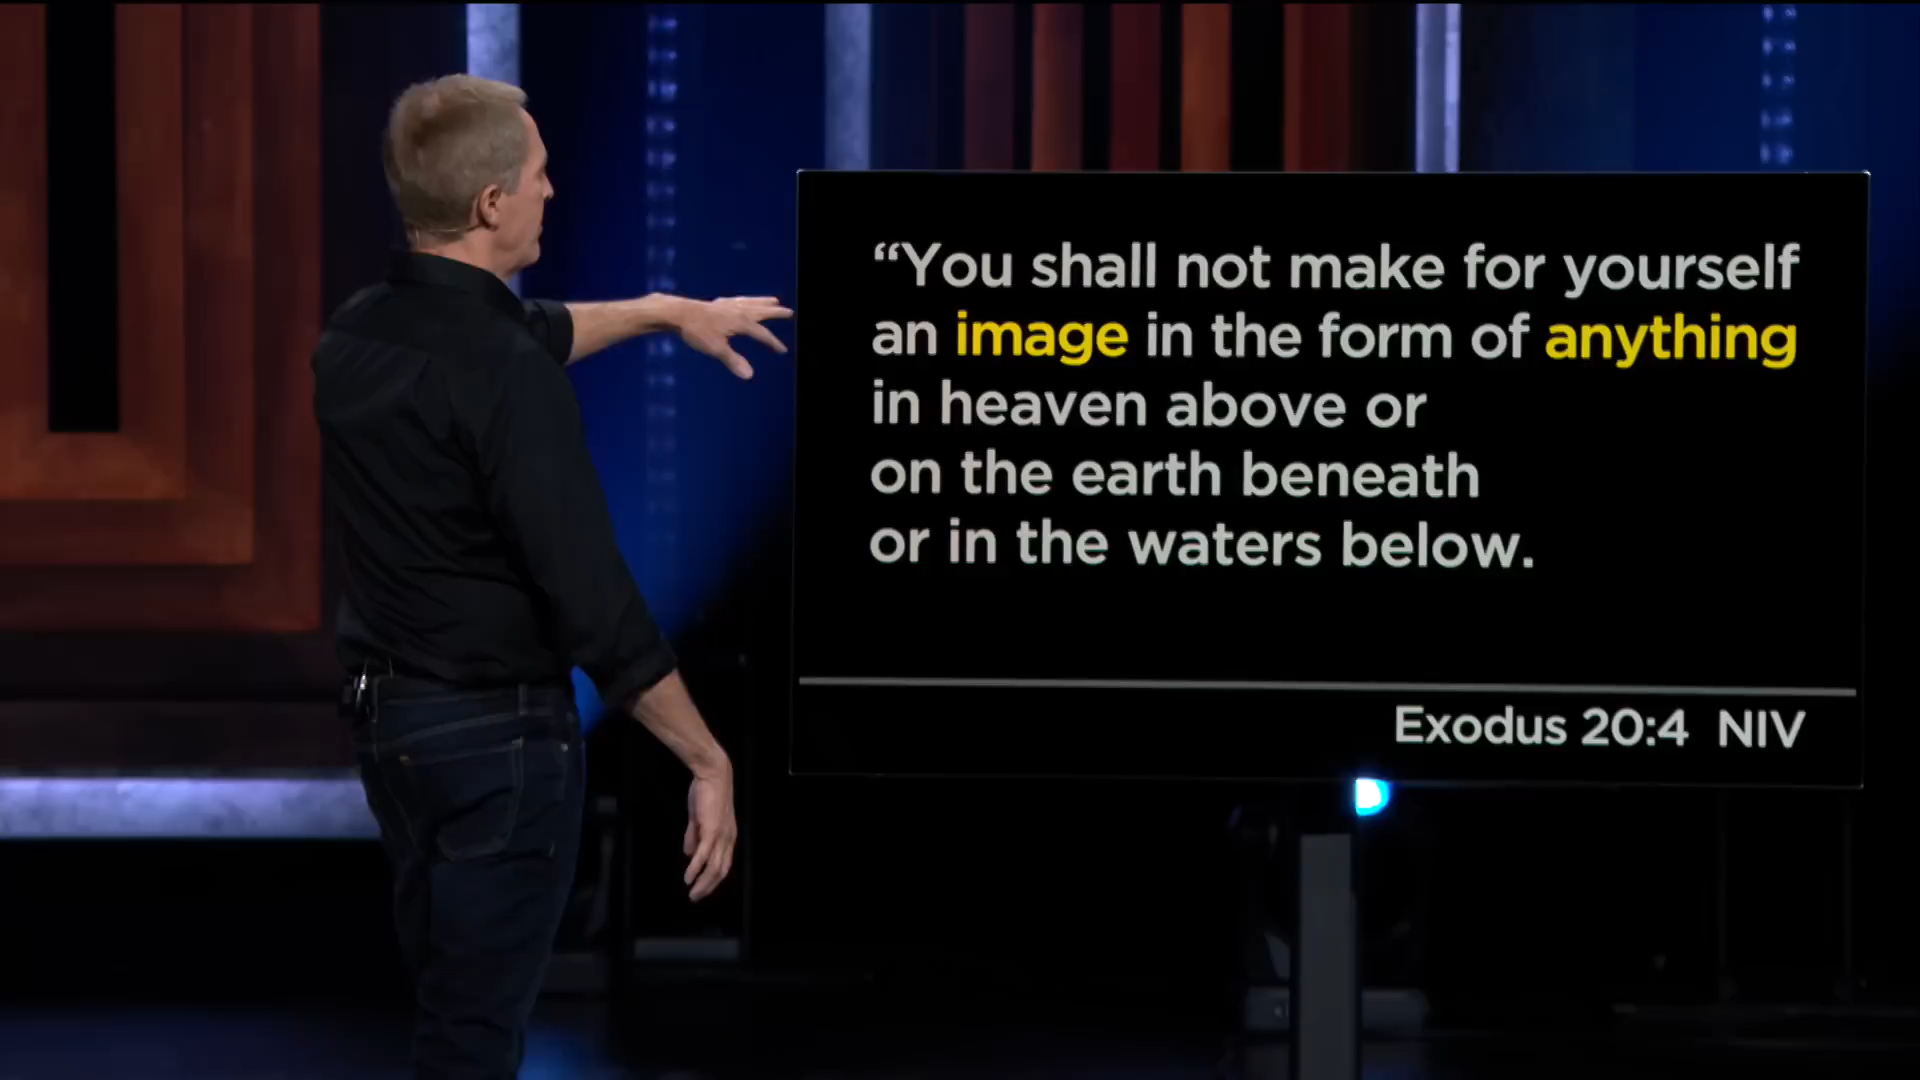 “You shall not make for yourself
an image in the form of anything
in heaven above or
on the earth beneath
or in the waters below.
Exodus 20:4 NIV